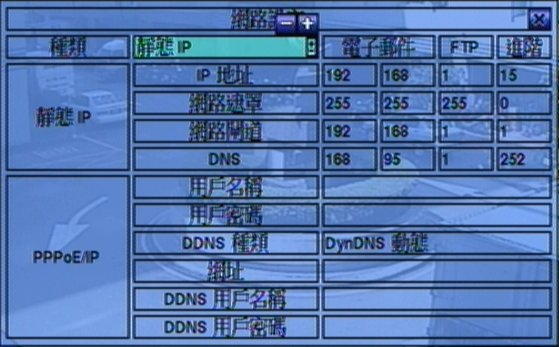 網路設定
種類 靜態 IP 電子郵件 FTP 進階
IP 地址 192 168 1 15
靜態 IP
網路遮罩 255 255 255 0
網路閘道 192 168 1 1
DNS 168 95 1 252
用戶名稱
用戶密碼
PPPoE/IP
DDNS 種類 DynDNS 動態
網址
DDNS 用戶名稱
DDNS 用戶密碼